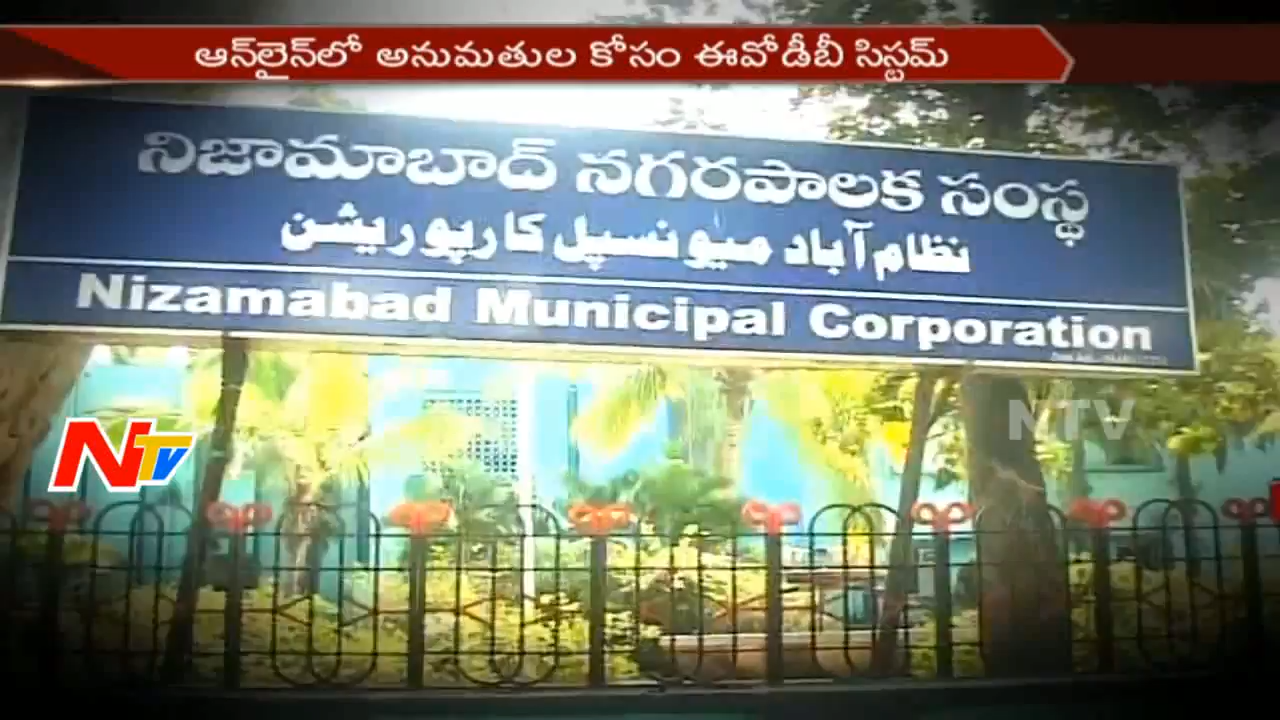 ఆన్‌లైన్‌లో అనుమతుల కోసం ఈవోడీబీ సిస్టమ్
నిజామాబాద్ నగరపాలక సంస్థ
نظام آباد میونسپل کارپوریشن
Nizamabad Municipal Corporation
NTV
NTV